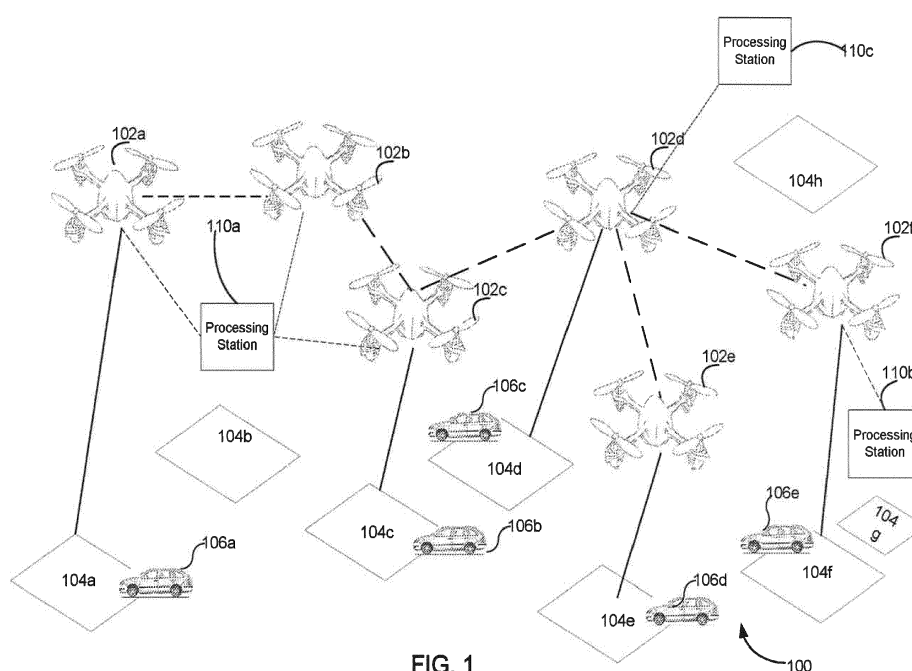 Processing
Station
110c
102a
102b
102d
104h
110a
102f
102c
Processing
Station
102e
110b
106c
104b
Processing
Station
104d
106e
104
g
104c
106b
106a
104a
106d
104f
104e
100
FIG. 1